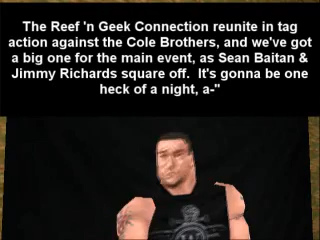 The Reef 'n Geek Connection reunite in tag
action against the Cole Brothers, and we've got
a big one for the main event, as Sean Baitan &
Jimmy Richards square off.  It's gonna be one
heck of a night, a-"